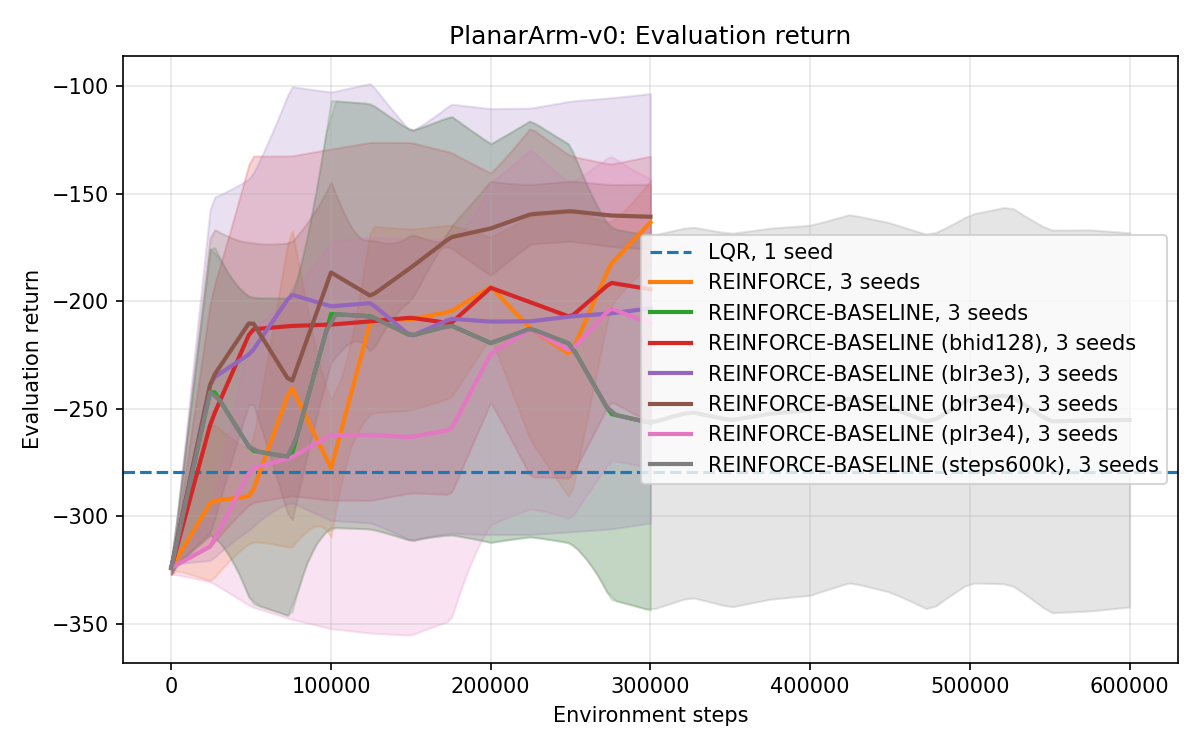 PlanarArm-v0: Evaluation return
Evaluation return
−100
−150
−200
−250
−300
−350
LQR, 1 seed
REINFORCE, 3 seeds
REINFORCE-BASELINE, 3 seeds
REINFORCE-BASELINE (bhid128), 3 seeds
REINFORCE-BASELINE (blr3e3), 3 seeds
REINFORCE-BASELINE (blr3e4), 3 seeds
REINFORCE-BASELINE (plr3e4), 3 seeds
REINFORCE-BASELINE (steps600k), 3 seeds
0 100000 200000 300000 400000 500000 600000
Environment steps